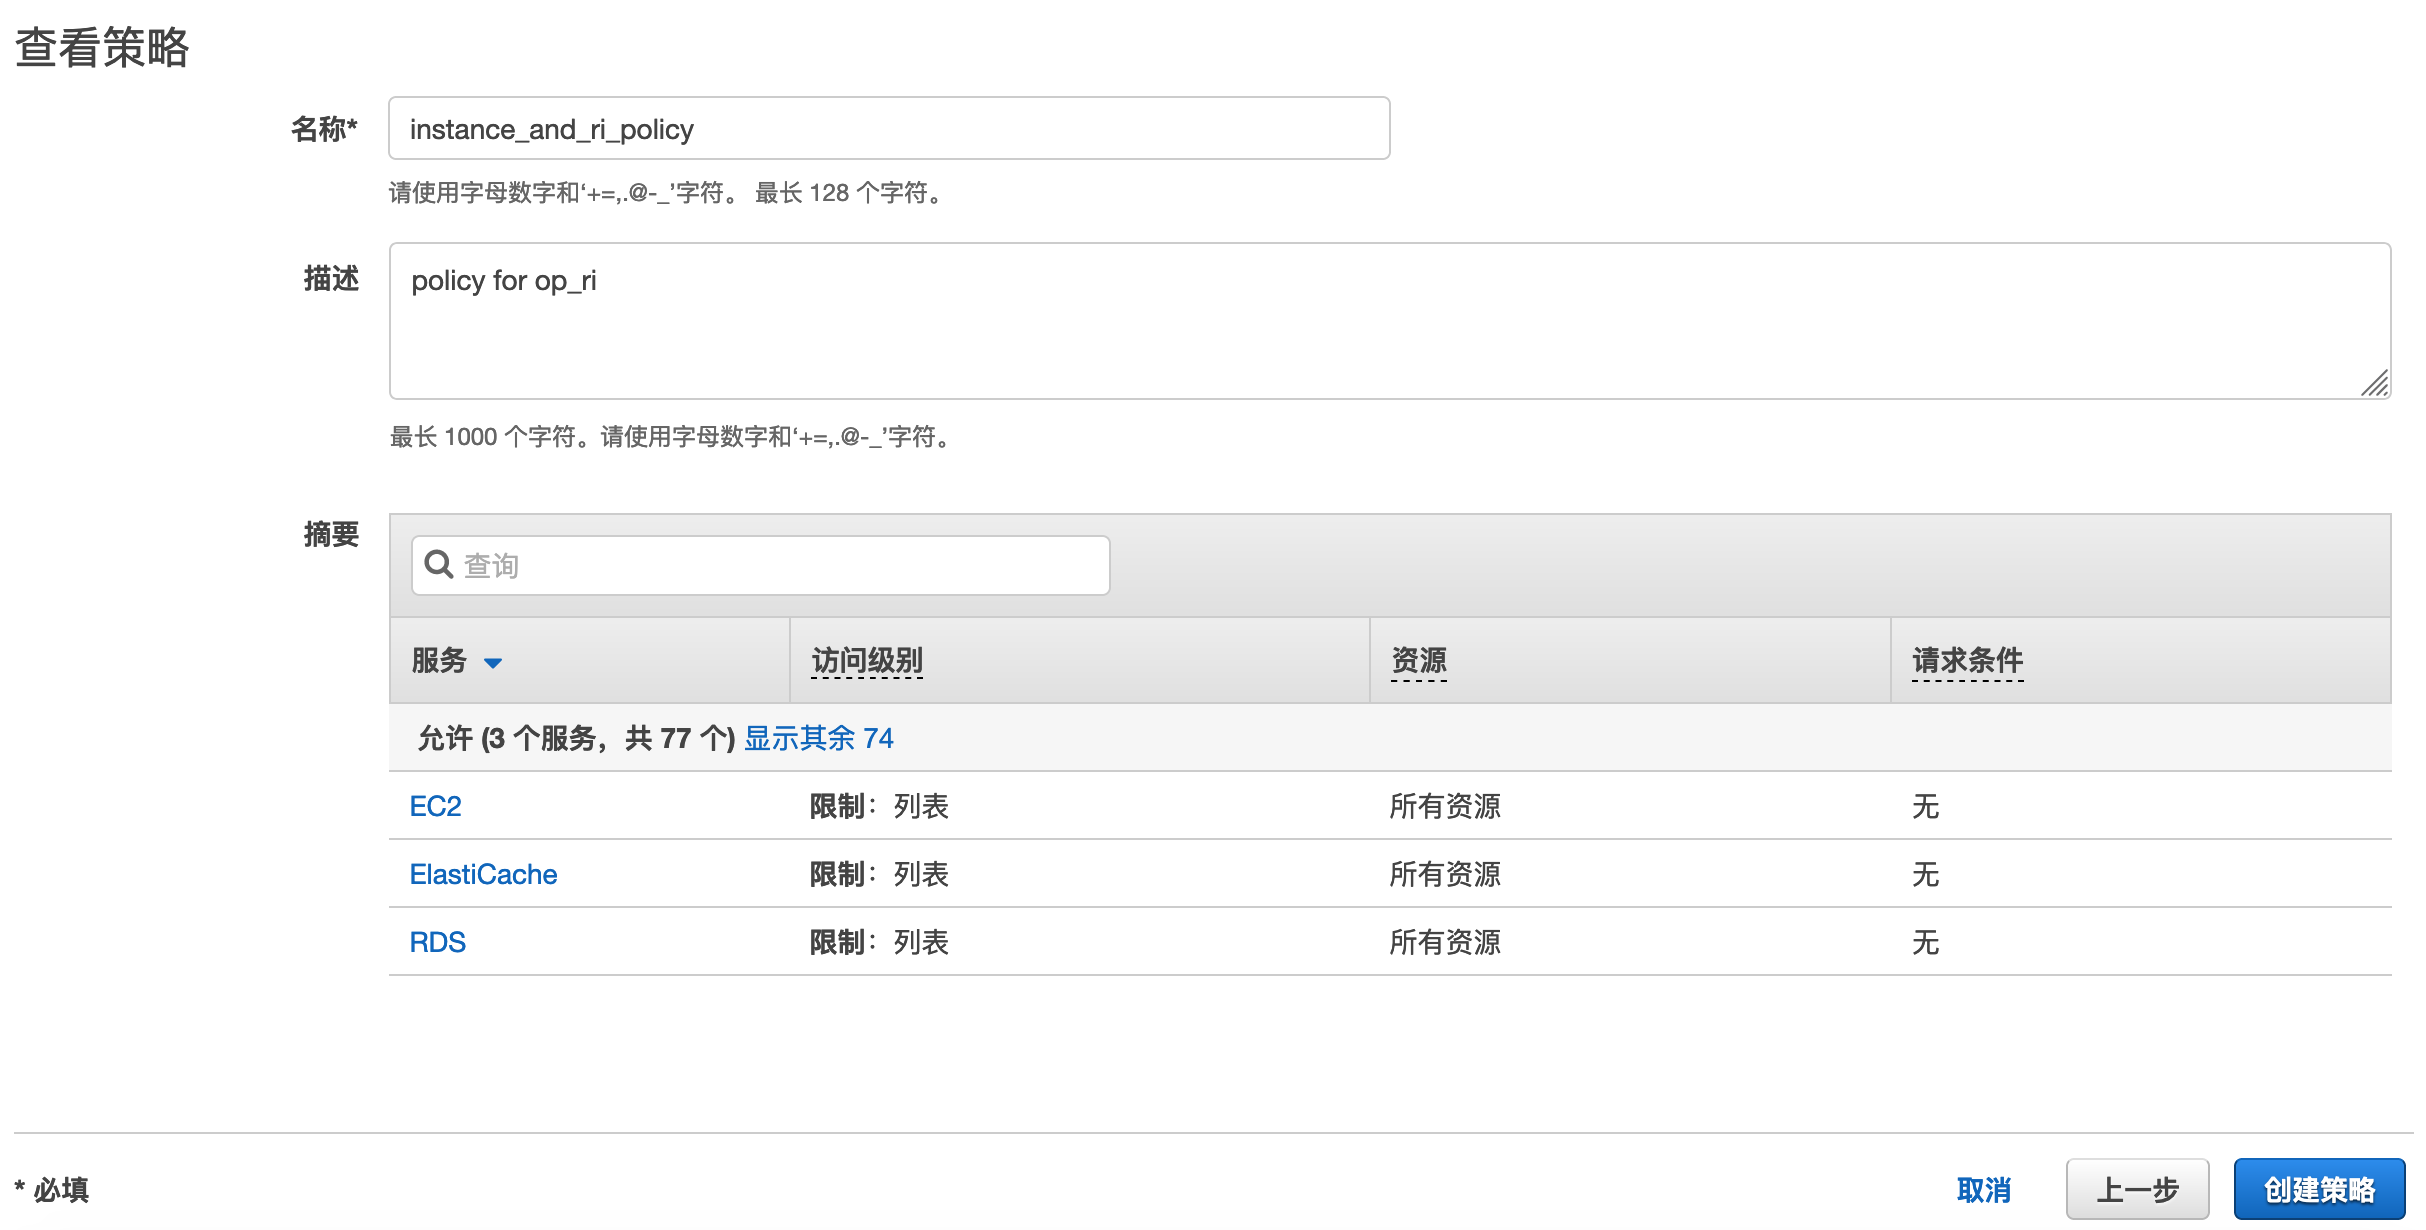 查看策略
名称*
instance_and_ri_policy
请使用字母数字和‘+=,.@-_’字符。 最长 128 个字符。
描述
policy for op_ri
最长 1000 个字符。请使用字母数字和‘+=,.@-_’字符。
摘要
查询
服务 访问级别 资源 请求条件
允许 (3 个服务，共 77 个) 显示其余 74
EC2 限制：列表 所有资源 无
ElastiCache 限制：列表 所有资源 无
RDS 限制：列表 所有资源 无
* 必填
取消 上一步 创建策略